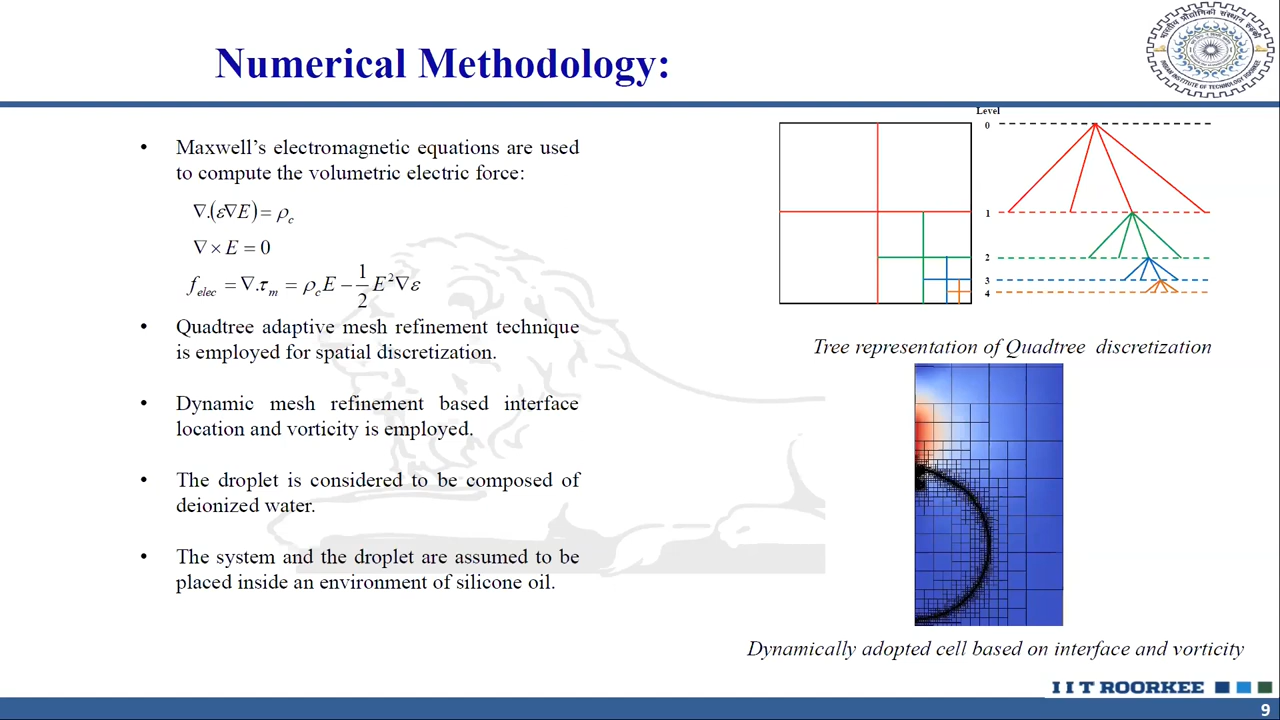 Numerical Methodology:
• Maxwell’s electromagnetic equations are used
to compute the volumetric electric force:
∇.(ε∇E)= ρc
∇×E = 0
felec = ∇.τm = ρcE − 1/2 E²∇ε
• Quadtree adaptive mesh refinement technique
is employed for spatial discretization.
• Dynamic mesh refinement based interface
location and vorticity is employed.
• The droplet is considered to be composed of
deionized water.
• The system and the droplet are assumed to be
placed inside an environment of silicone oil.
Level
0
1
2
3
4
Tree representation of Quadtree discretization
Dynamically adopted cell based on interface and vorticity
IIT ROORKEE
9